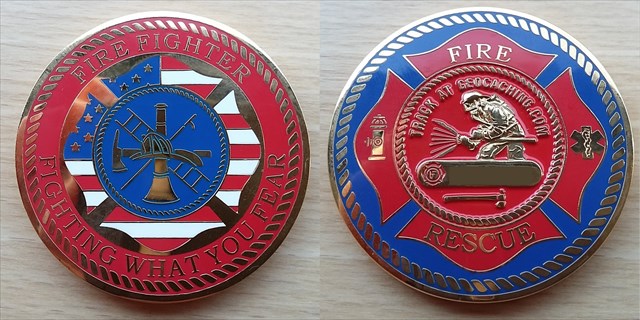 FIRE FIGHTER
FIGHTING WHAT YOU FEAR
FIRE
TRACK AT GEOCACHING.COM
RESCUE